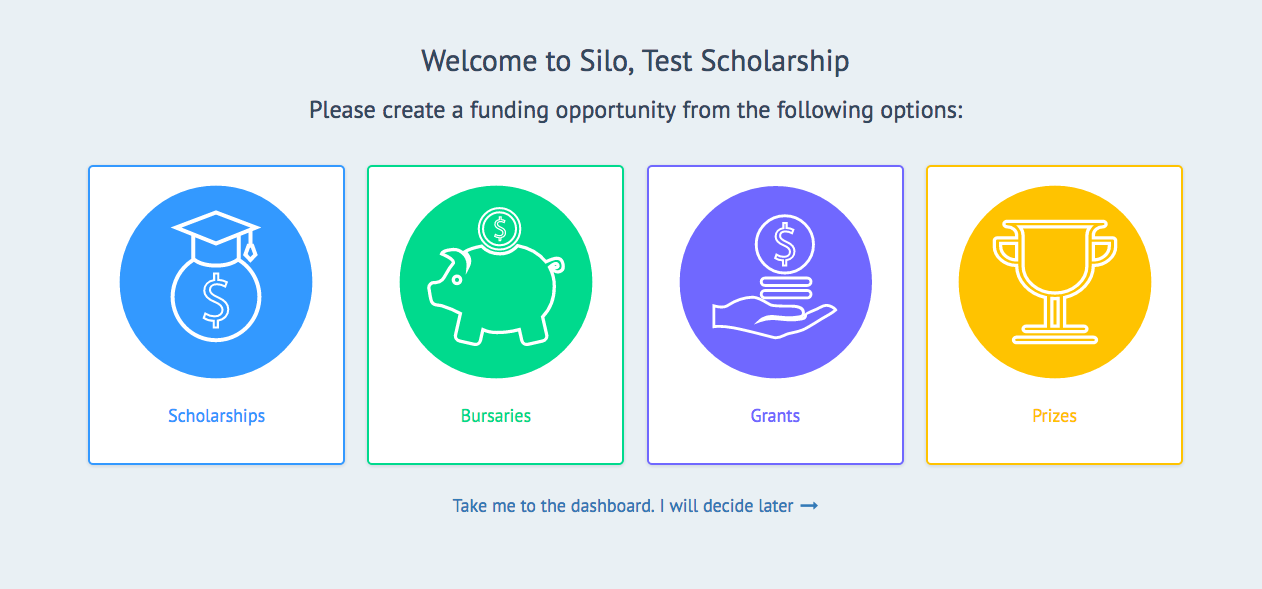 Welcome to Silo, Test Scholarship
Please create a funding opportunity from the following options:
$
$
$
Scholarships
Bursaries
Grants
Prizes
Take me to the dashboard. I will decide later →